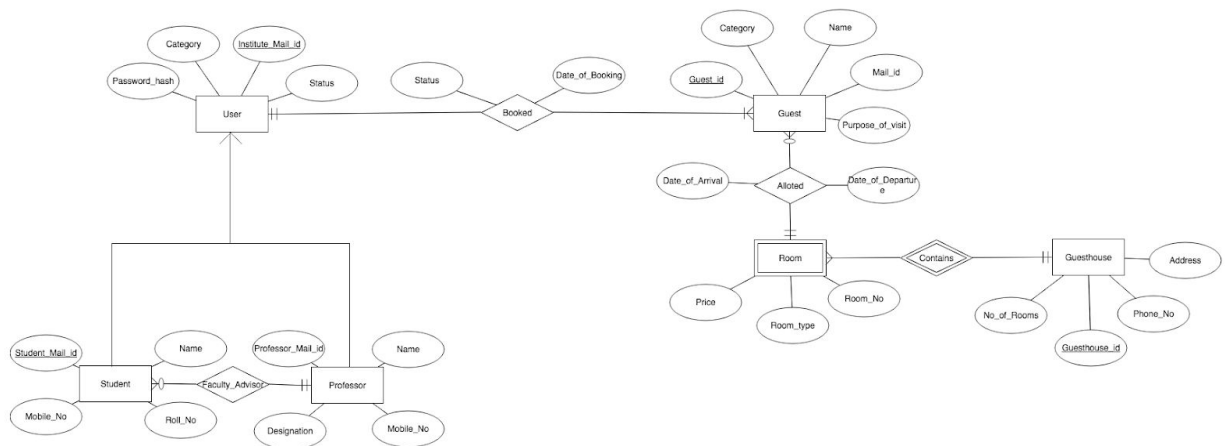 Category
Institute_Mail_id
Password_hash
Status
User
Status
Date_of_Booking
Booked
Category
Name
Guest_id
Mail_id
Guest
Purpose_of_visit
Date_of_Arrival
Alloted
Date_of_Departur
e
Room
Contains
Guesthouse
Address
Price
Room_No
Room_type
No_of_Rooms
Phone_No
Guesthouse_id
Student_Mail_id
Name
Professor_Mail_id
Name
Student
Faculty_Advisor
Professor
Mobile_No
Roll_No
Designation
Mobile_No